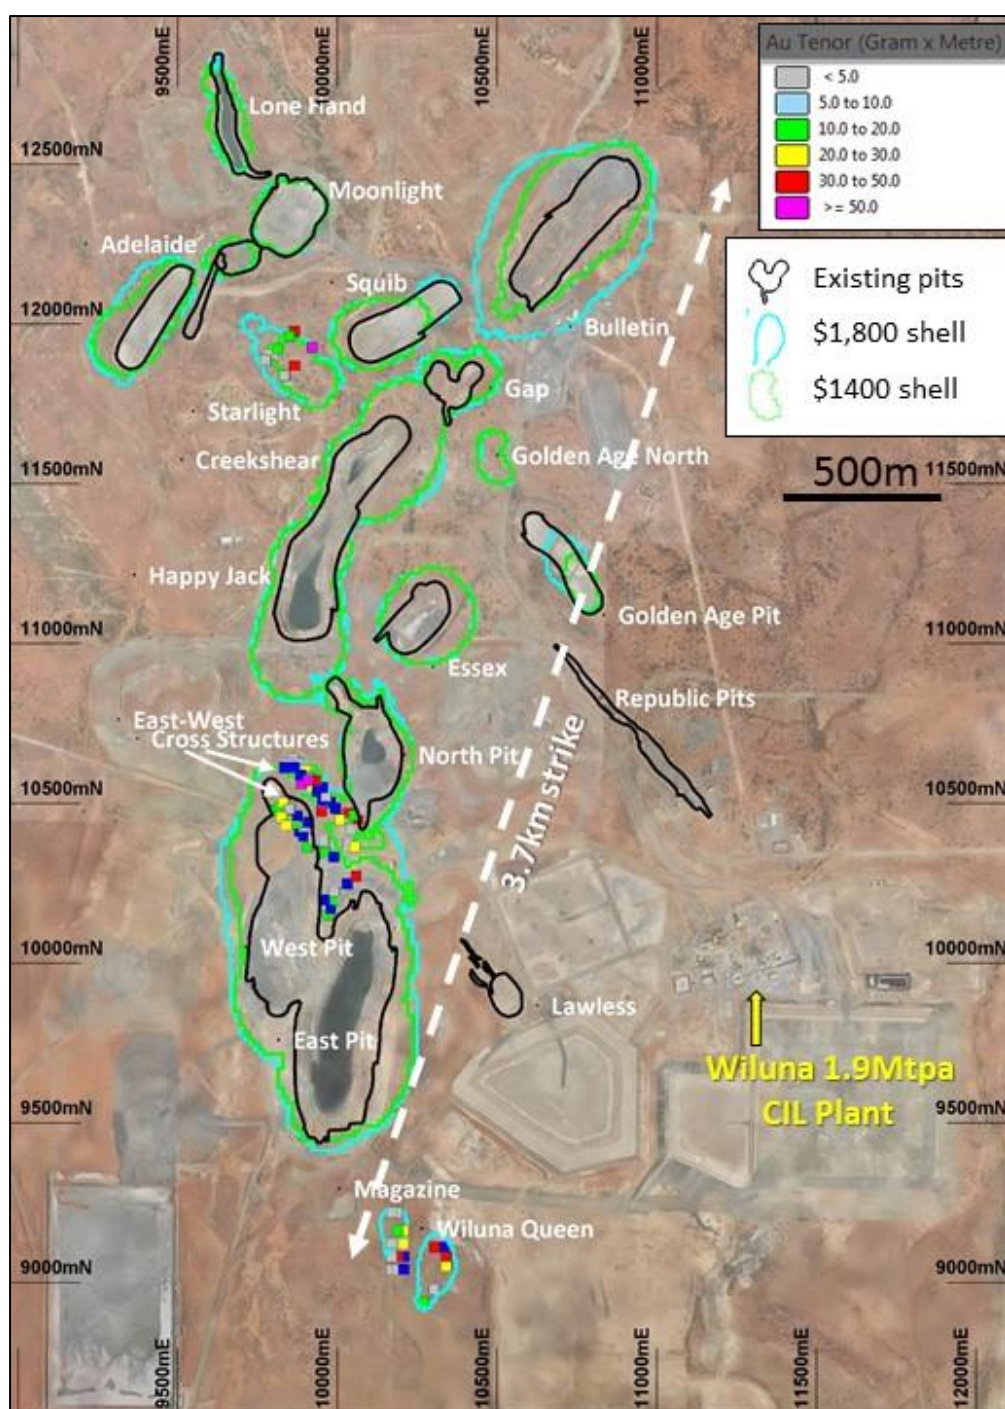 9500mE
10000mE
10500mE
11000mE
Au Tenor (Gram x Metre)
< 5.0
5.0 to 10.0
10.0 to 20.0
20.0 to 30.0
30.0 to 50.0
>= 50.0
Existing pits
$1,800 shell
$1400 shell
500m
Lone Hand
12500mN
Moonlight
Adelaide
Squib
12000mN
Bulletin
Starlight
Gap
Creekshear
Golden Age North
11500mN
11500mN
Happy Jack
Golden Age Pit
11000mN
11000mN
Essex
Republic Pits
East-West
Cross Structures
North Pit
10500mN
10500mN
3.7km strike
West Pit
10000mN
10000mN
Lawless
East Pit
Wiluna 1.9Mtpa
CIL Plant
9500mN
9500mN
Magazine
Wiluna Queen
9000mN
9000mN
9500mE
10000mE
10500mE
11000mE
11500mE
12000mE